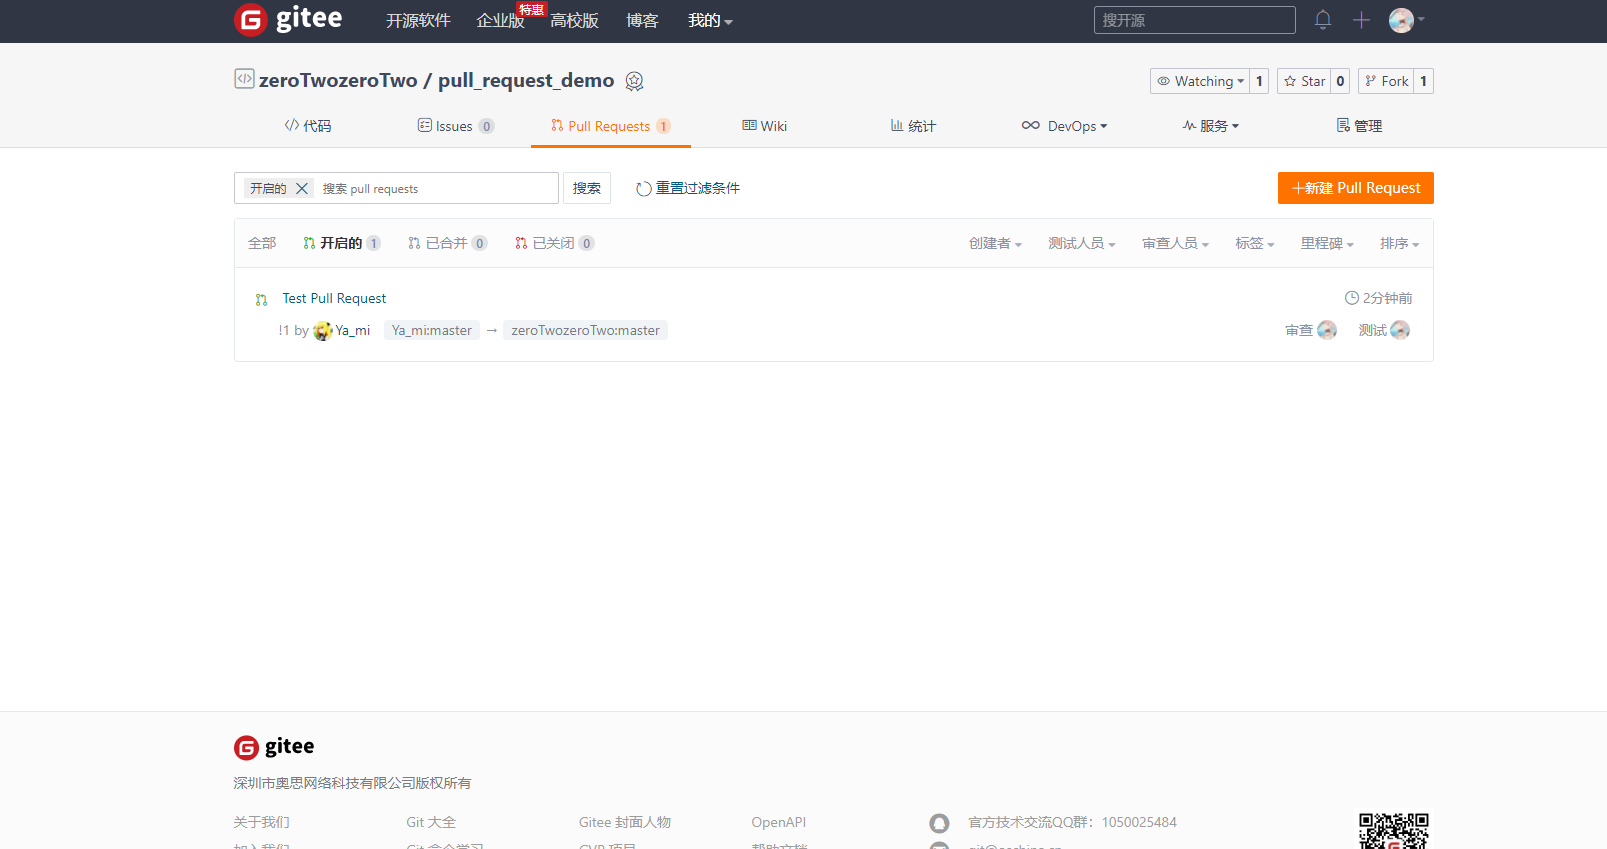 gitee 开源软件 企业版 特惠 高校版 博客 我的 搜开源
zeroTwozeroTwo / pull_request_demo Watching 1 Star 0 Fork 1
代码 Issues 0 Pull Requests 1 Wiki 统计 DevOps 服务 管理
开启的 搜索 pull requests 搜索 重置过滤条件 新建 Pull Request
全部 开启的 1 已合并 0 已关闭 0 创建者 测试人员 审查人员 标签 里程碑 排序
Test Pull Request 2分钟前
!1 by Ya_mi Ya_mi:master → zeroTwozeroTwo:master 审查 测试
gitee
深圳市奥思网络科技有限公司版权所有
关于我们 Git 大全 Gitee 封面人物 OpenAPI 官方技术交流QQ群：1050025484